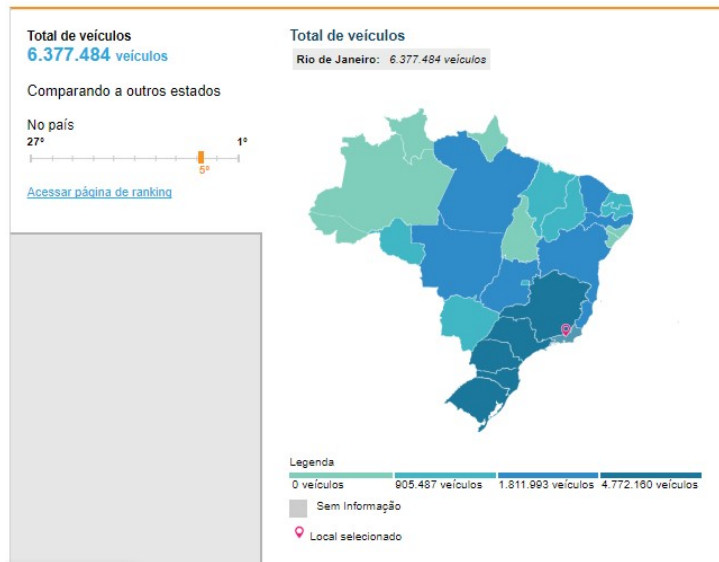 Total de veículos
6.377.484 veículos
Comparando a outros estados
No país
27º 1º
5º
Acessar página de ranking
Total de veículos
Rio de Janeiro: 6.377.484 veículos
Legenda
0 veículos 905.487 veículos 1.811.993 veículos 4.772.160 veículos
Sem Informação
Local selecionado